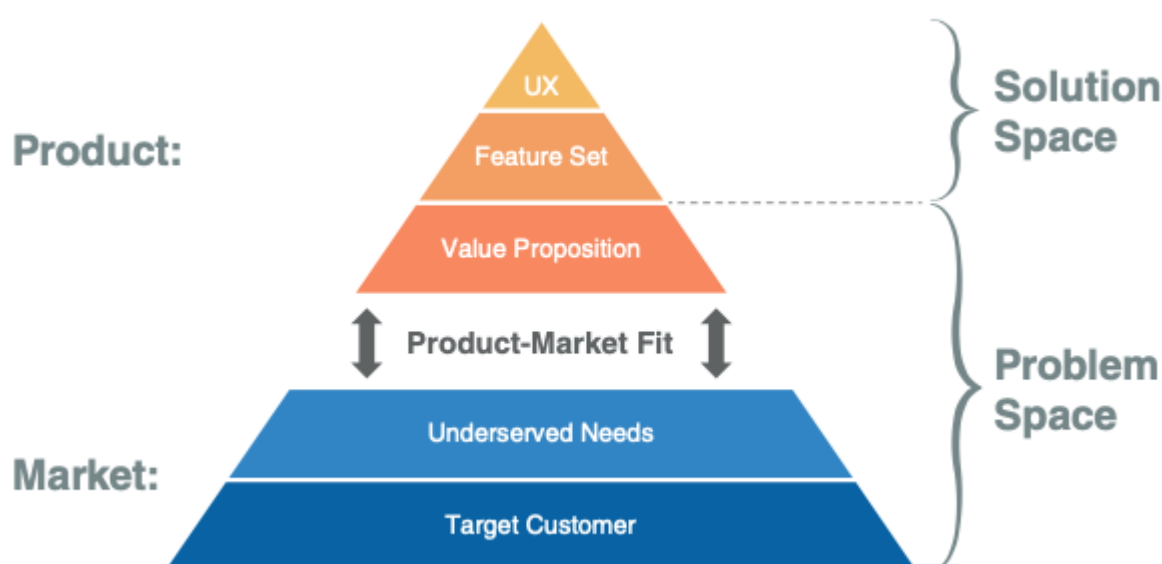 UX
Solution
Space
Product:
Feature Set
Value Proposition
Product-Market Fit
Problem
Space
Underserved Needs
Market:
Target Customer